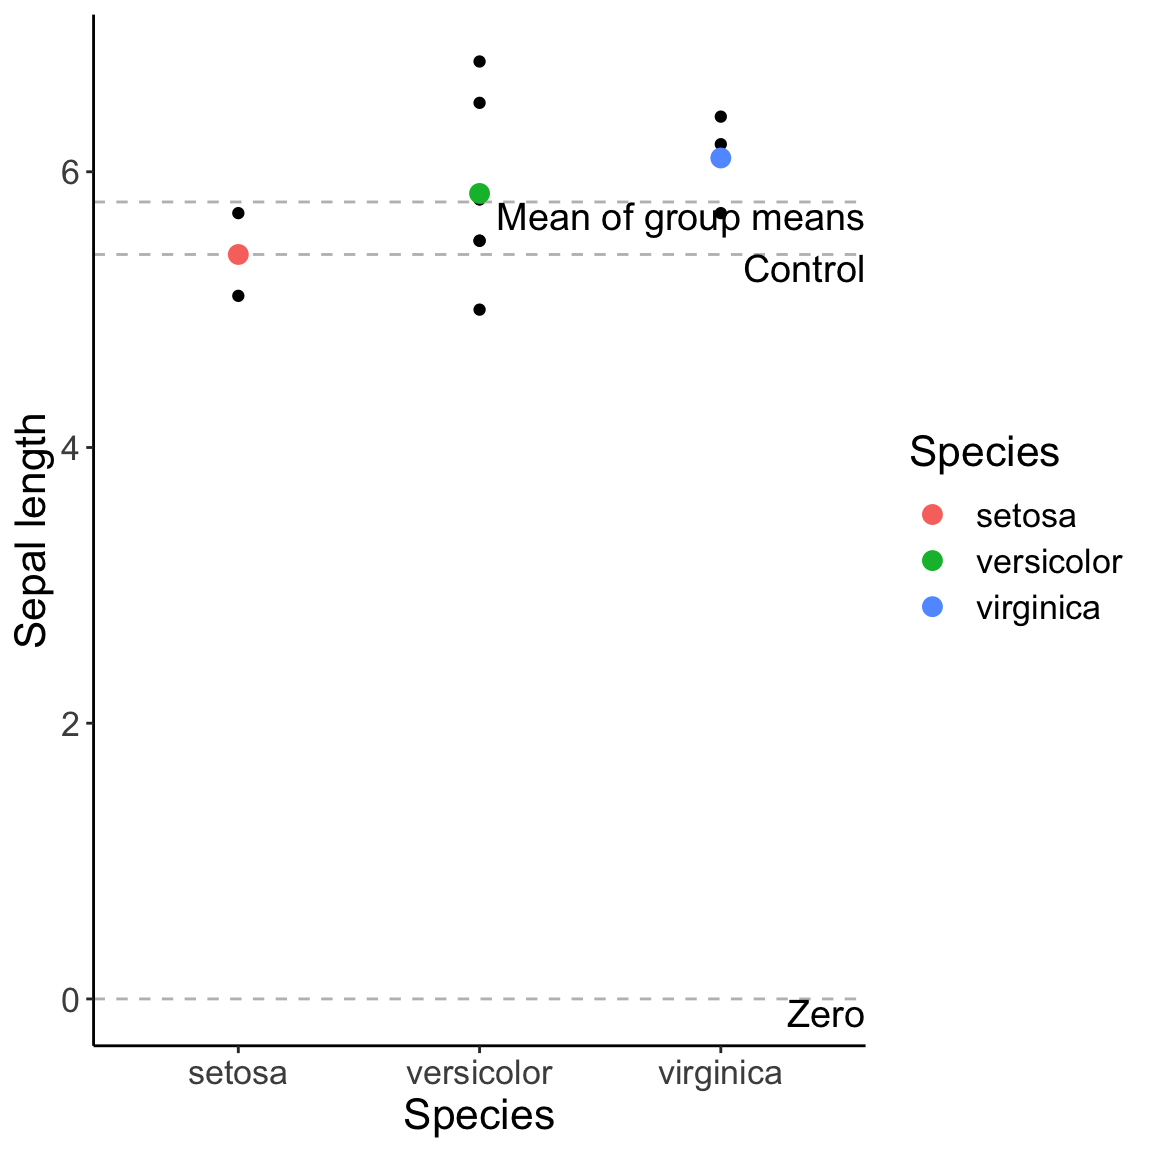 Sepal length
6
4
2
0
Mean of group means
Control
Zero
setosa
versicolor
virginica
Species
Species
setosa
versicolor
virginica